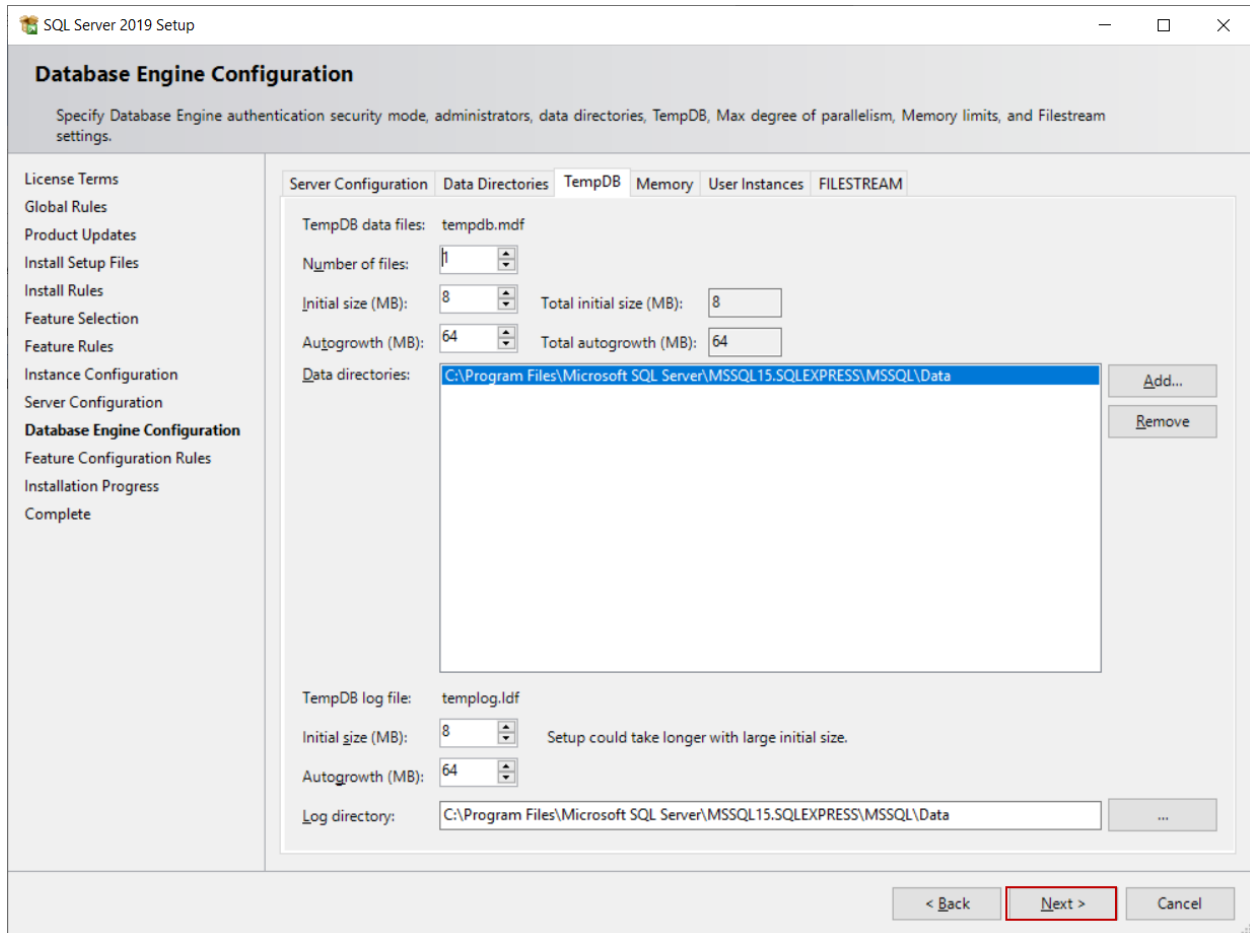 SQL Server 2019 Setup
Database Engine Configuration
Specify Database Engine authentication security mode, administrators, data directories, TempDB, Max degree of parallelism, Memory limits, and Filestream
settings.
License Terms
Global Rules
Product Updates
Install Setup Files
Install Rules
Feature Selection
Feature Rules
Instance Configuration
Server Configuration
Database Engine Configuration
Feature Configuration Rules
Installation Progress
Complete
Server Configuration Data Directories TempDB Memory User Instances FILESTREAM
TempDB data files: tempdb.mdf
Number of files: 1
Initial size (MB): 8 Total initial size (MB): 8
Autogrowth (MB): 64 Total autogrowth (MB): 64
Data directories: C:\Program Files\Microsoft SQL Server\MSSQL15.SQLEXPRESS\MSSQL\Data Add...
Remove
TempDB log file: templog.ldf
Initial size (MB): 8 Setup could take longer with large initial size.
Autogrowth (MB): 64
Log directory: C:\Program Files\Microsoft SQL Server\MSSQL15.SQLEXPRESS\MSSQL\Data ...
< Back Next > Cancel